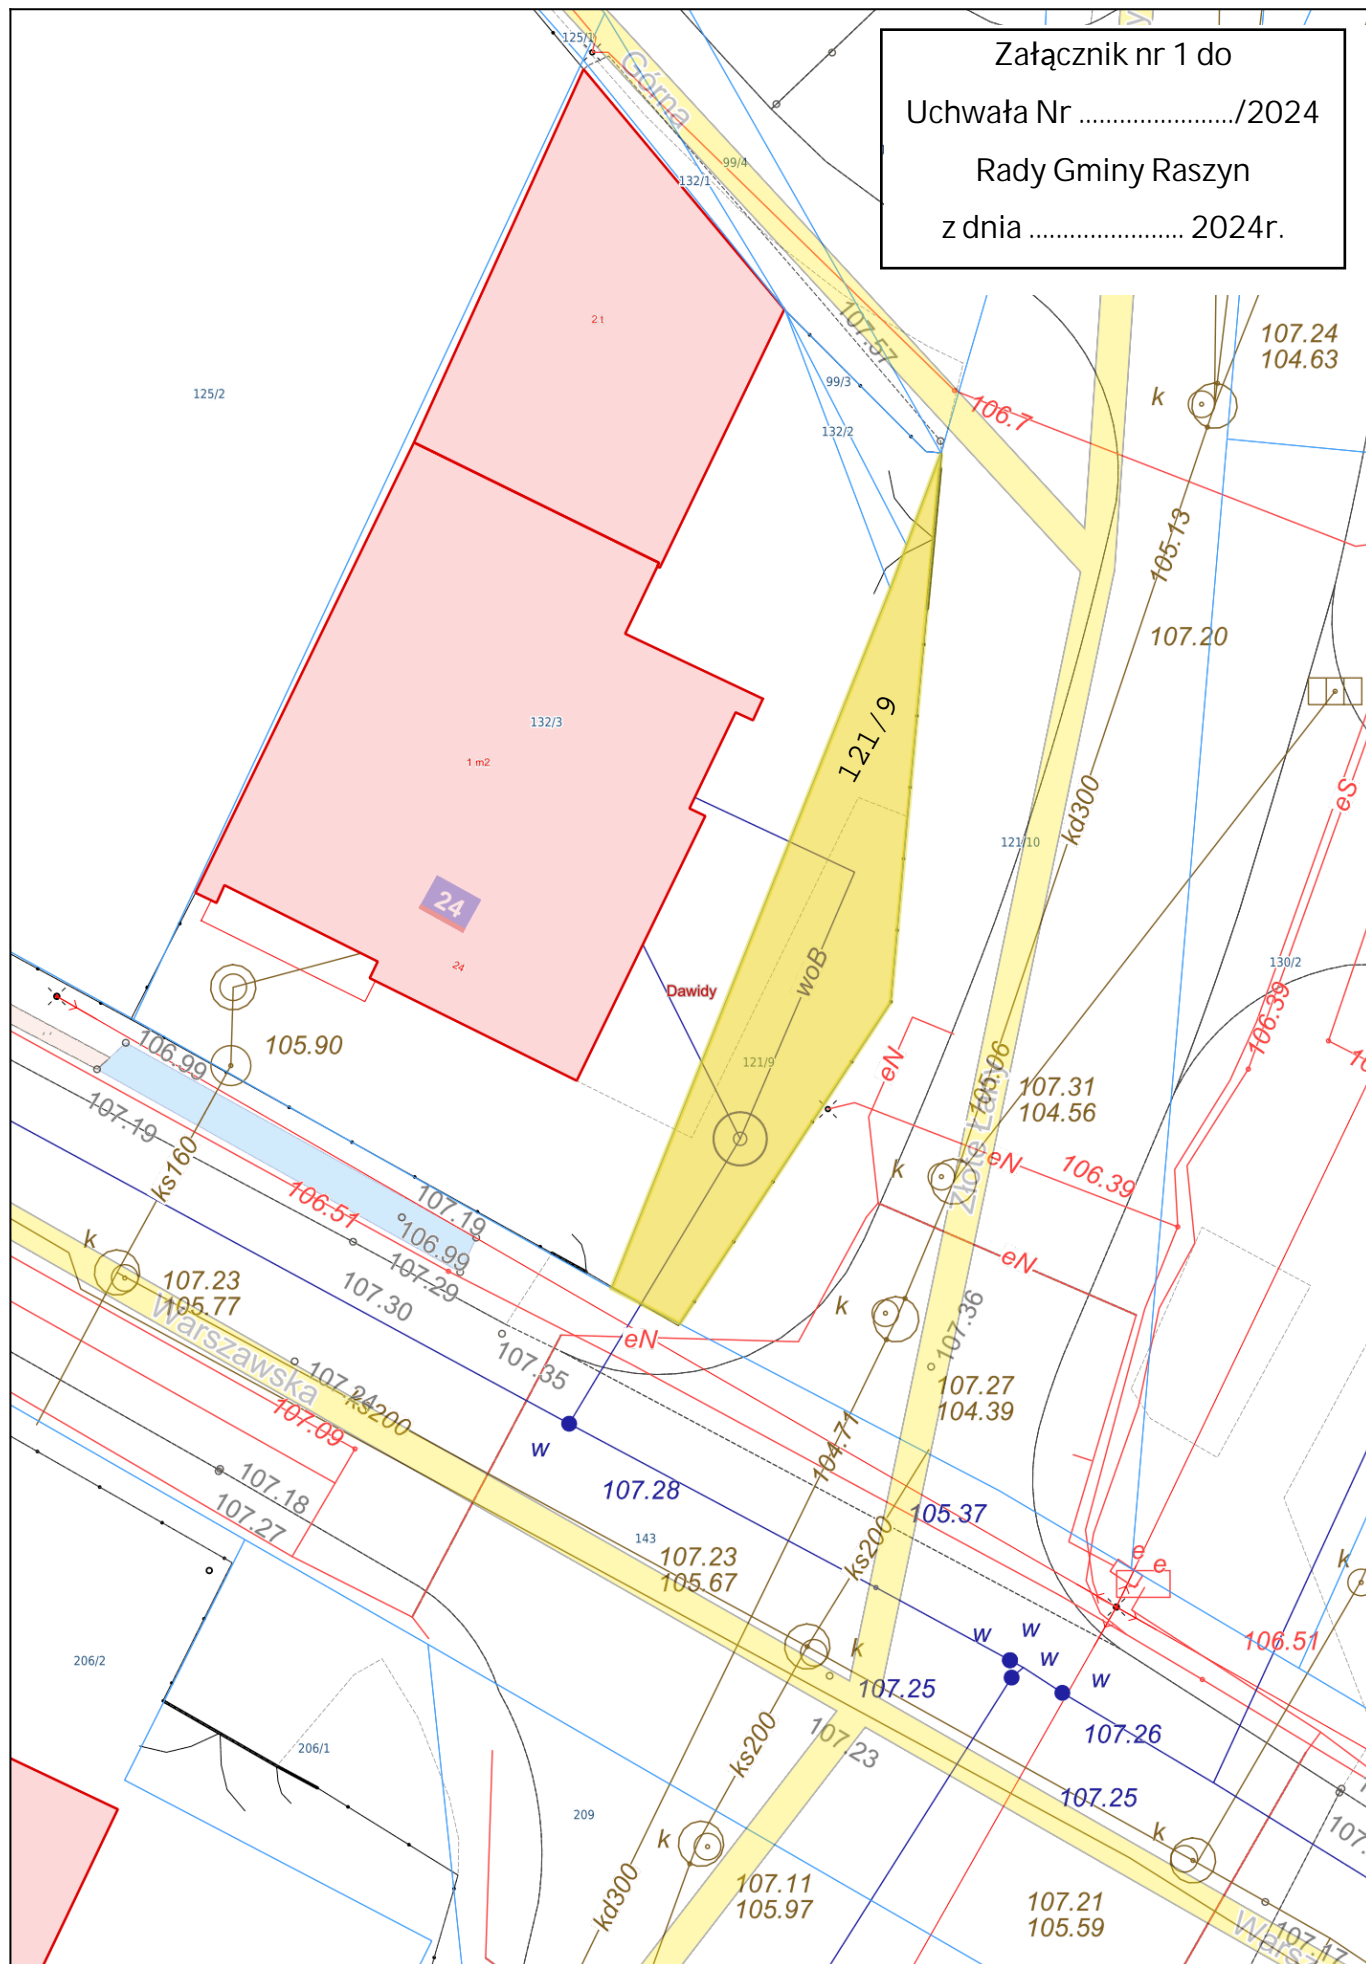 Załącznik nr 1 do
Uchwała Nr ......................./2024
Rady Gminy Raszyn
z dnia ....................... 2024r.
125/1
Górna
99/4
132/1
107.57
107.24
104.63
k
2 t
99/3
125/2
106.7
132/2
105.13
107.20
121/9
132/3
1 m2
eS
kd300
121/10
24
24
woB
130/2
Dawidy
106.39
106.99
105.90
121/9
eN
105.06
107.31
104.56
107.19
ks160
k
eN
106.39
Złote Łany
106.51
107.19
106.99
107.29
k
107.23
105.77
107.30
eN
k
eN
107.36
Warszawska
107.35
107.24
ks200
107.27
104.39
107.09
104.71
w
107.18
107.28
105.37
107.27
143
107.23
105.67
ks200
e
e
k
106.51
w
w
w
w
k
206/2
107.25
107.26
107.23
206/1
ks200
107.25
209
k
k
107.11
105.97
kd300
107.21
105.59
107.17